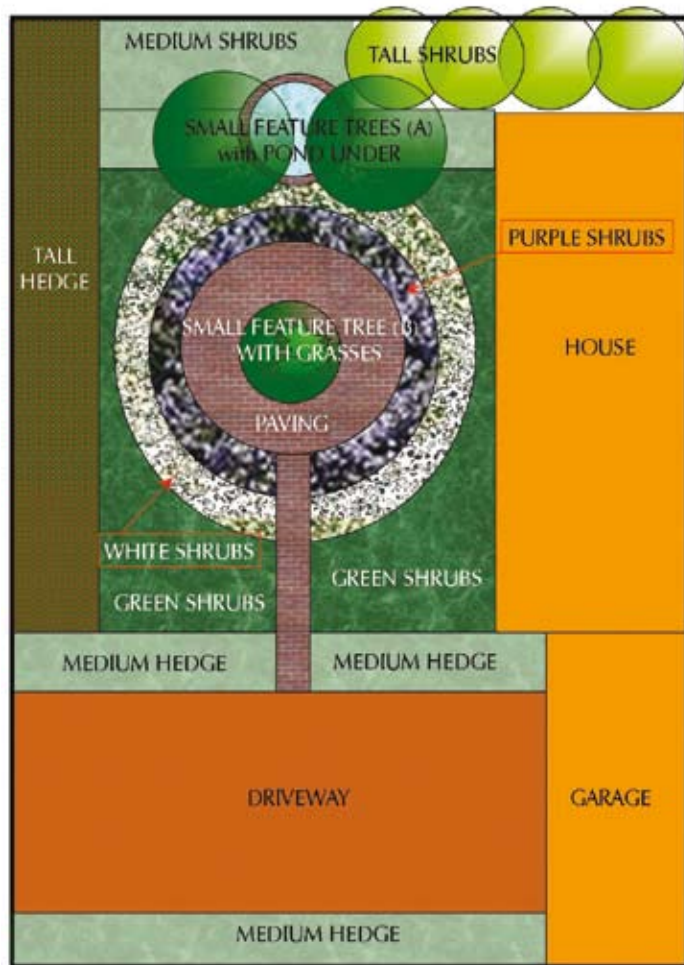 MEDIUM SHRUBS
TALL SHRUBS
SMALL FEATURE TREES (A)
with POND UNDER
TALL
HEDGE
PURPLE SHRUBS
SMALL FEATURE TREE (B)
WITH GRASSES
HOUSE
PAVING
WHITE SHRUBS
GREEN SHRUBS
GREEN SHRUBS
MEDIUM HEDGE
MEDIUM HEDGE
DRIVEWAY
GARAGE
MEDIUM HEDGE